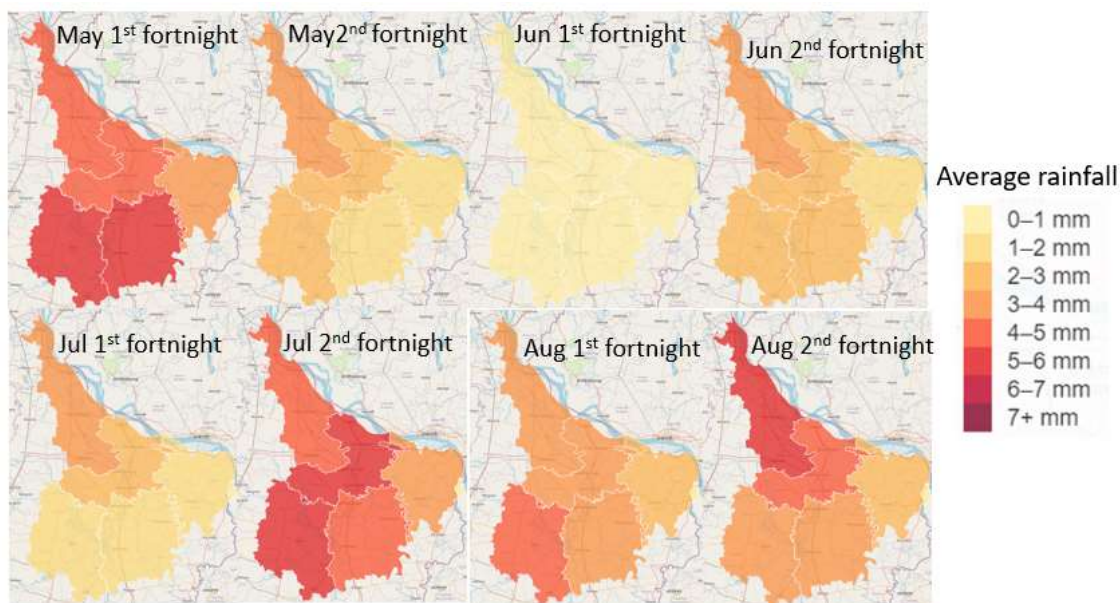 May 1st fortnight
May2nd fortnight
Jun 1st fortnight
Jun 2nd fortnight
Average rainfall
0–1 mm
1–2 mm
2–3 mm
3–4 mm
4–5 mm
5–6 mm
6–7 mm
7+ mm
Jul 1st fortnight
Jul 2nd fortnight
Aug 1st fortnight
Aug 2nd fortnight